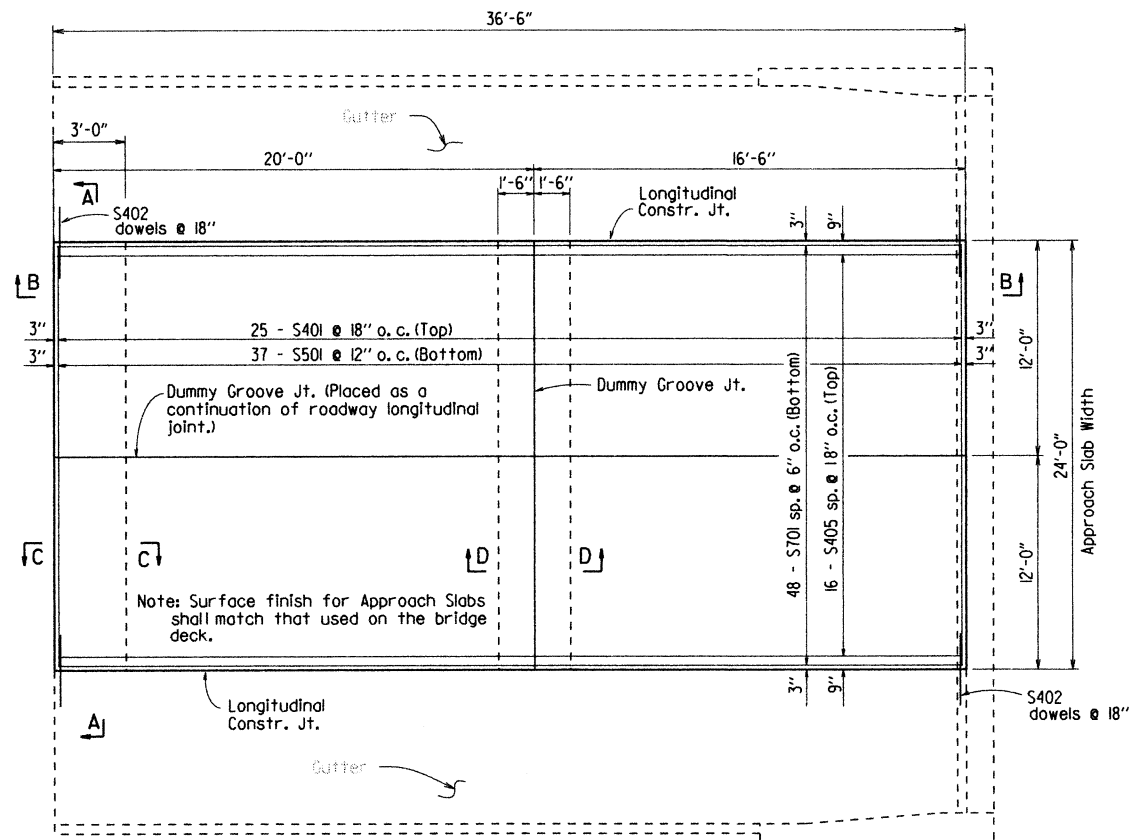 36'-6"
Gutter
3'-0"
20'-0"
16'-6"
1'-6"
1'-6"
A
S402
dowels @ 18"
Longitudinal
Constr. Jt.
3"
9"
B
B
25 - S401 @ 18" o.c. (Top)
3"
3"
37 - S501 @ 12" o.c. (Bottom)
3"
3"
Dummy Groove Jt. (Placed as a
continuation of roadway longitudinal
joint.)
Dummy Groove Jt.
48 - S701 sp. @ 6" o.c. (Bottom)
16 - S405 sp. @ 18" o.c. (Top)
12'-0"
12'-0"
24'-0"
Approach Slab Width
C
C
D
D
Note: Surface finish for Approach Slabs
shall match that used on the bridge
deck.
3"
9"
Longitudinal
Constr. Jt.
S402
dowels @ 18"
A
Gutter